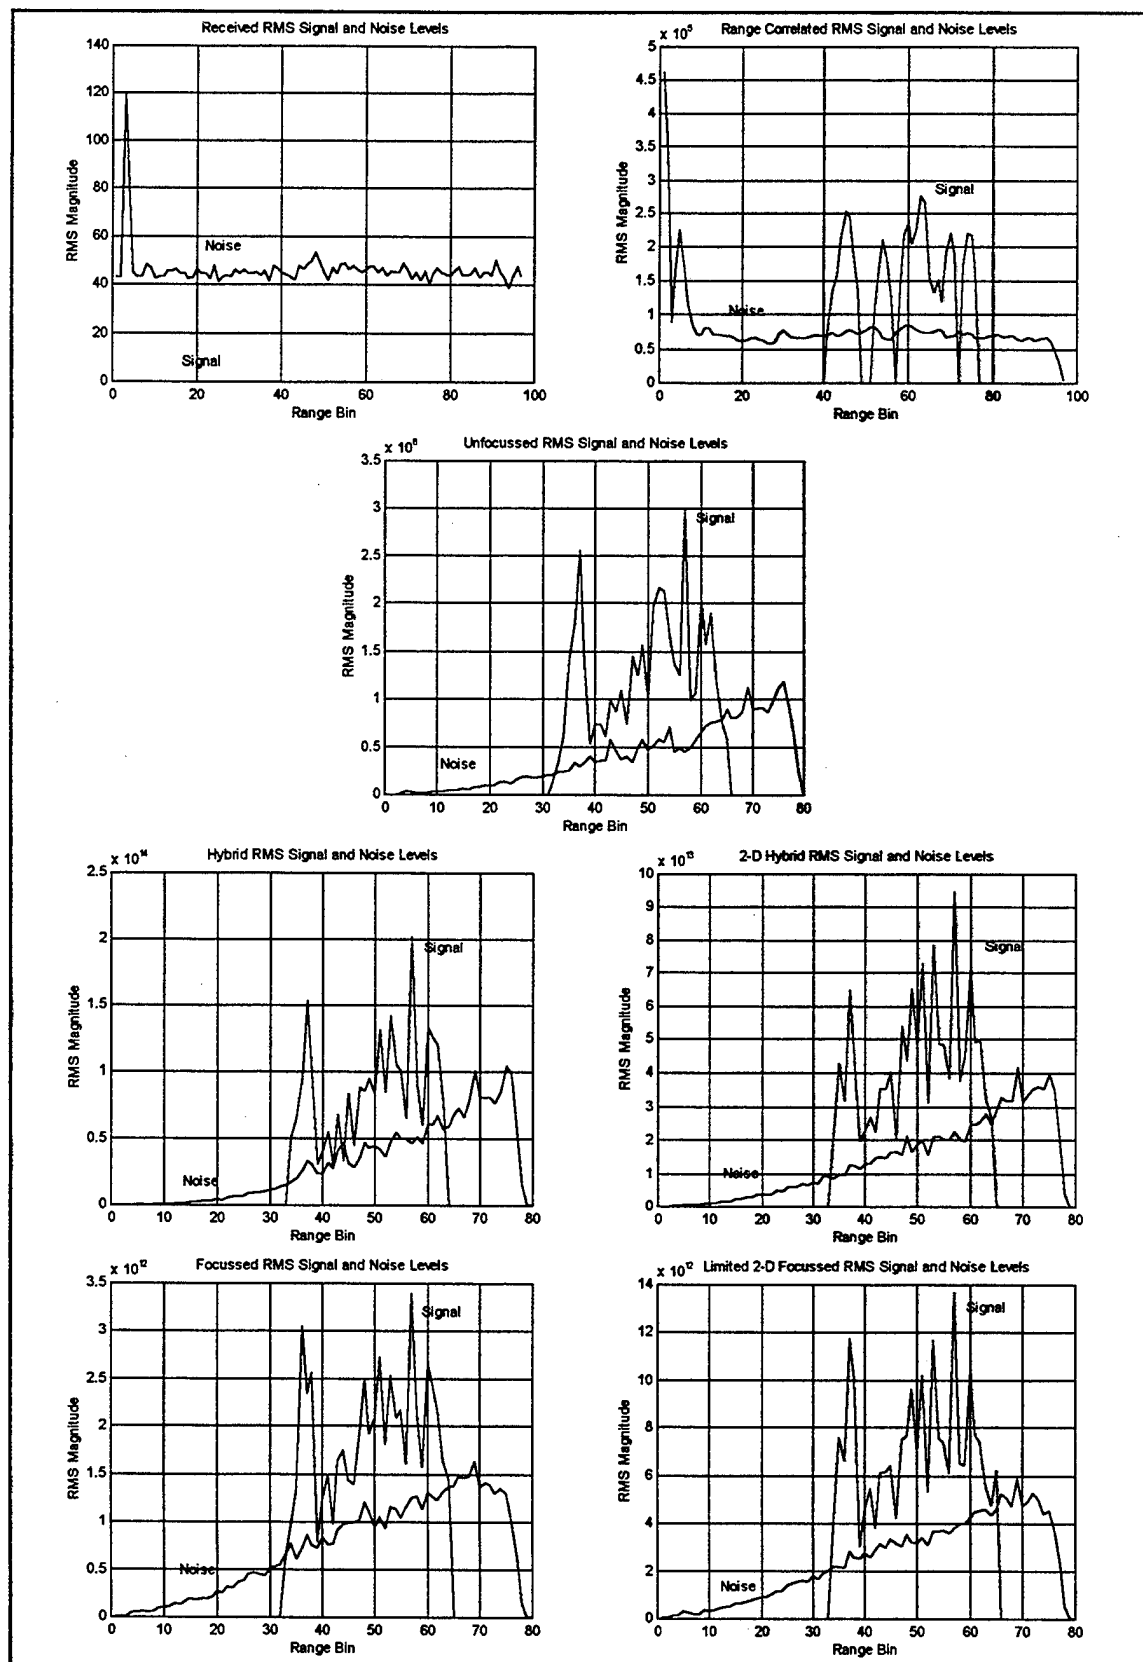 Received RMS Signal and Noise Levels
140
120
100
80
60
40
20
0
RMS Magnitude
Noise
Signal
0 20 40 60 80 100
Range Bin
x 10⁵ Range Correlated RMS Signal and Noise Levels
5
4.5
4
3.5
3
2.5
2
1.5
1
0.5
0
RMS Magnitude
Signal
Noise
0 20 40 60 80 100
Range Bin
x 10⁶ Unfocussed RMS Signal and Noise Levels
3.5
3
2.5
2
1.5
1
0.5
0
RMS Magnitude
Signal
Noise
0 10 20 30 40 50 60 70 80
Range Bin
x 10¹⁴ Hybrid RMS Signal and Noise Levels
2.5
2
1.5
1
0.5
0
RMS Magnitude
Signal
Noise
0 10 20 30 40 50 60 70 80
Range Bin
x 10¹³ 2-D Hybrid RMS Signal and Noise Levels
10
9
8
7
6
5
4
3
2
1
0
RMS Magnitude
Signal
Noise
0 10 20 30 40 50 60 70 80
Range Bin
x 10¹² Focussed RMS Signal and Noise Levels
3.5
3
2.5
2
1.5
1
0.5
0
RMS Magnitude
Signal
Noise
0 10 20 30 40 50 60 70 80
Range Bin
x 10¹² Limited 2-D Focussed RMS Signal and Noise Levels
14
12
10
8
6
4
2
0
RMS Magnitude
Signal
Noise
0 10 20 30 40 50 60 70 80
Range Bin